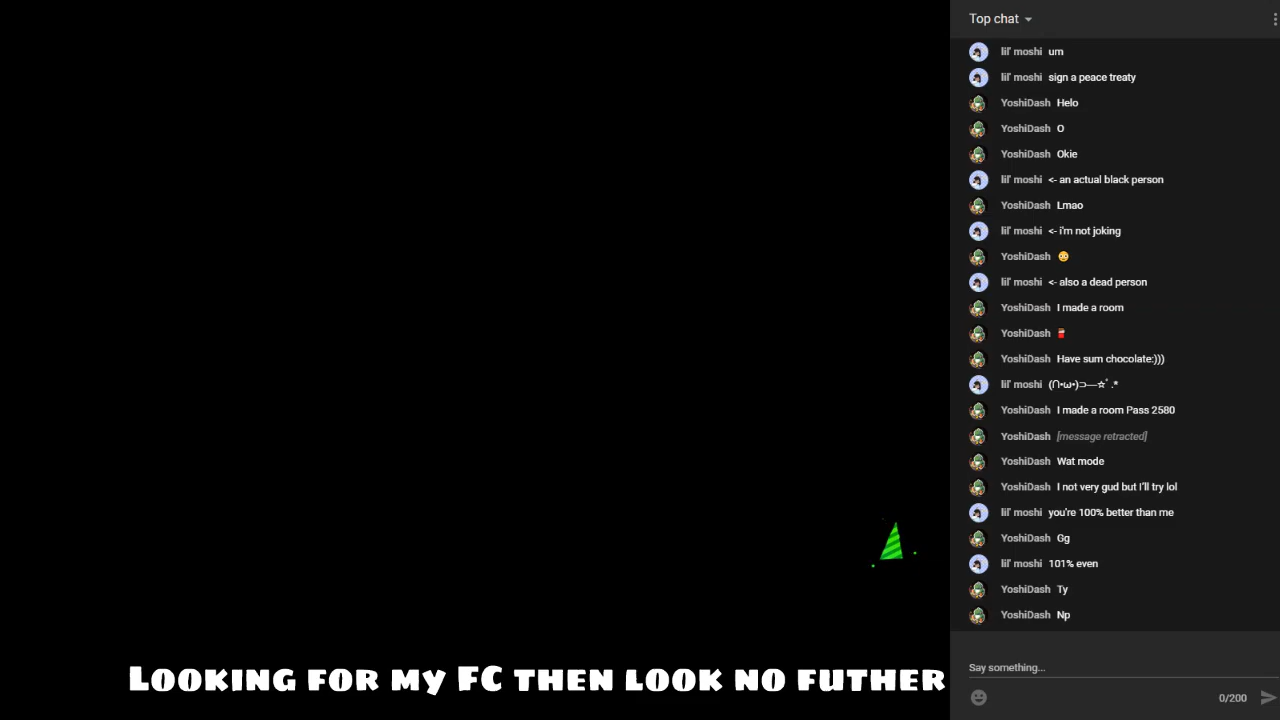 Top chat
lil' moshi um
lil' moshi sign a peace treaty
YoshiDash Helo
YoshiDash O
YoshiDash Okie
lil' moshi <- an actual black person
YoshiDash Lmao
lil' moshi <- i'm not joking
YoshiDash 😳
lil' moshi <- also a dead person
YoshiDash I made a room
YoshiDash 🍫
YoshiDash Have sum chocolate:)))
lil' moshi (∩•ω•)⊃—☆ﾟ.*
YoshiDash I made a room Pass 2580
YoshiDash [message retracted]
YoshiDash Wat mode
YoshiDash I not very gud but I'll try lol
lil' moshi you're 100% better than me
YoshiDash Gg
lil' moshi 101% even
YoshiDash Ty
YoshiDash Np
Say something...
0/200
Looking for my FC then look no futher